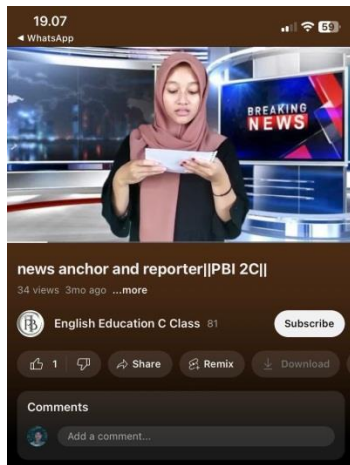 19.07
59
◄ WhatsApp
BREAKING
NEWS
news anchor and reporter||PBI 2C||
34 views 3mo ago ...more
English Education C Class 81
Subscribe
1
Share
Remix
Download
Comments
Add a comment...